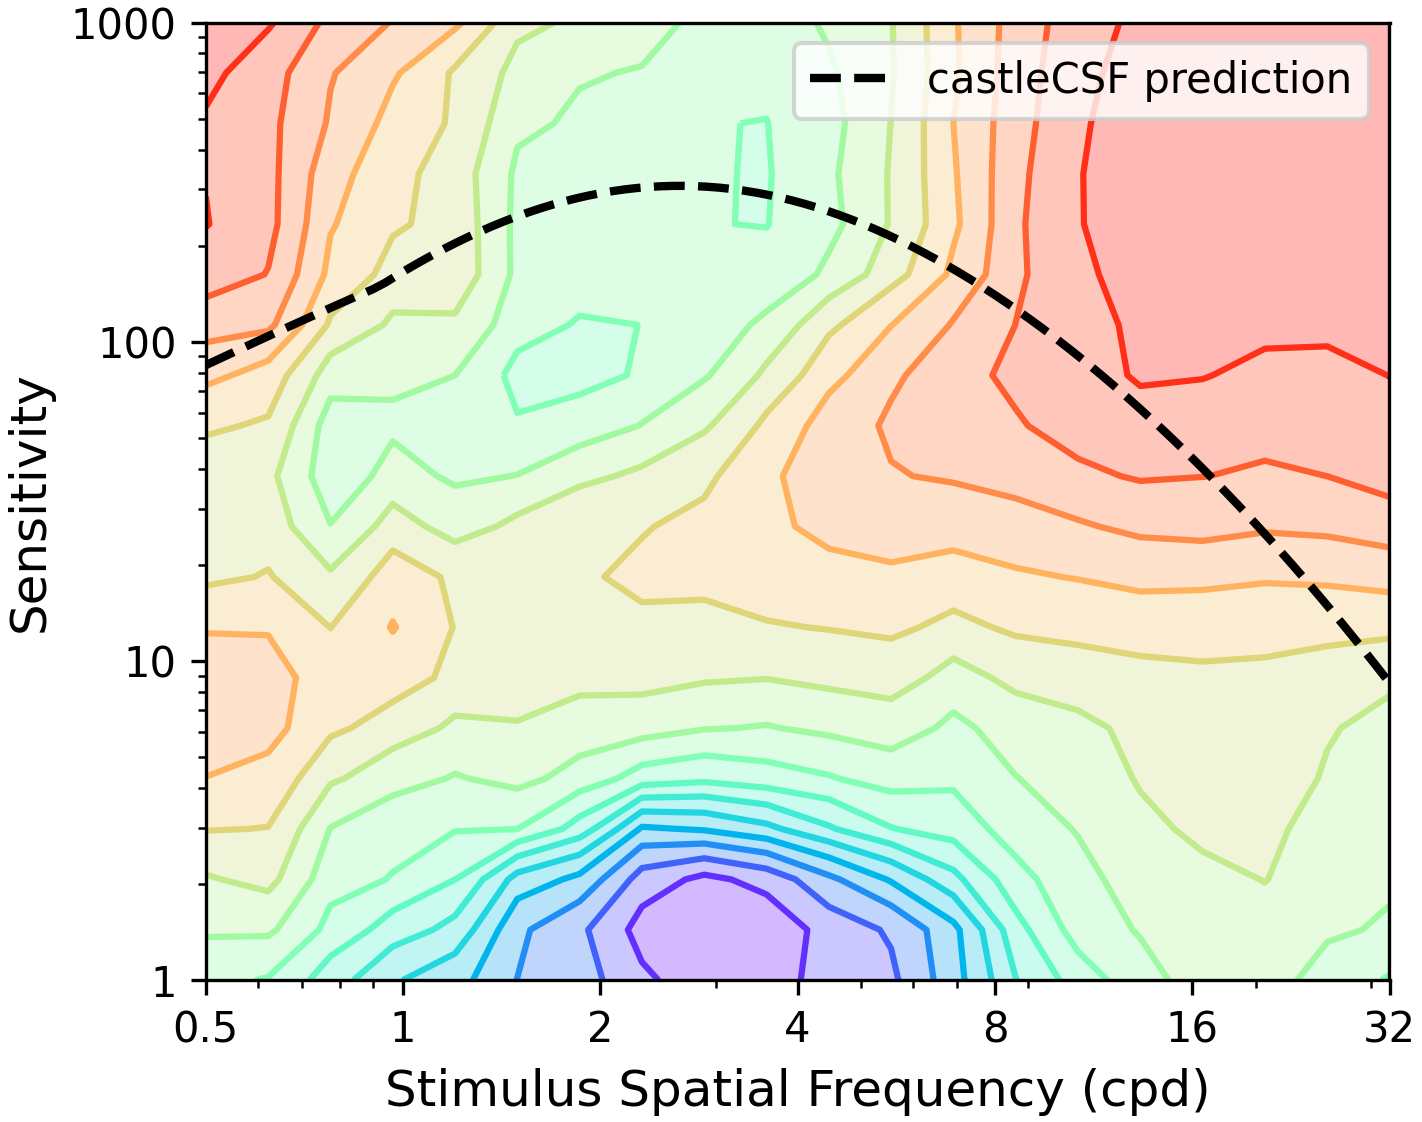 1000
castleCSF prediction
100
Sensitivity
10
1
0.5 1 2 4 8 16 32
Stimulus Spatial Frequency (cpd)